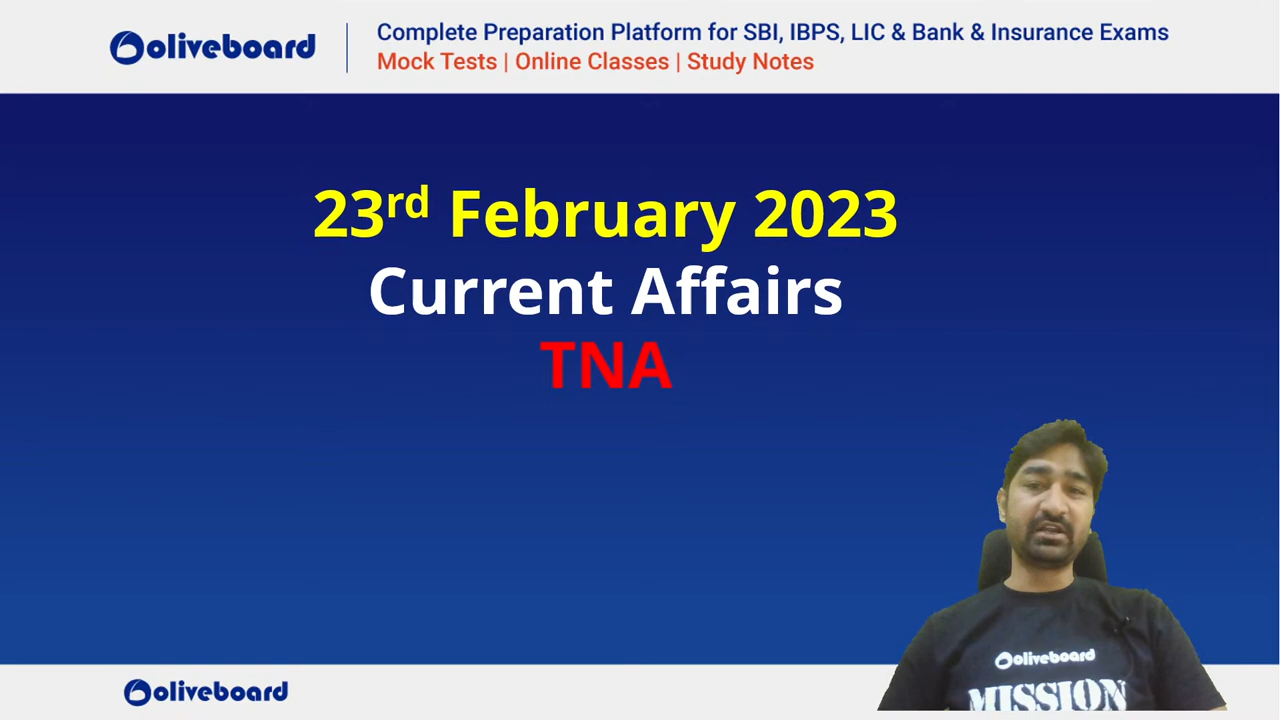 oliveboard
Complete Preparation Platform for SBI, IBPS, LIC & Bank & Insurance Exams
Mock Tests | Online Classes | Study Notes
23rd February 2023
Current Affairs
TNA
oliveboard
MISSION
oliveboard